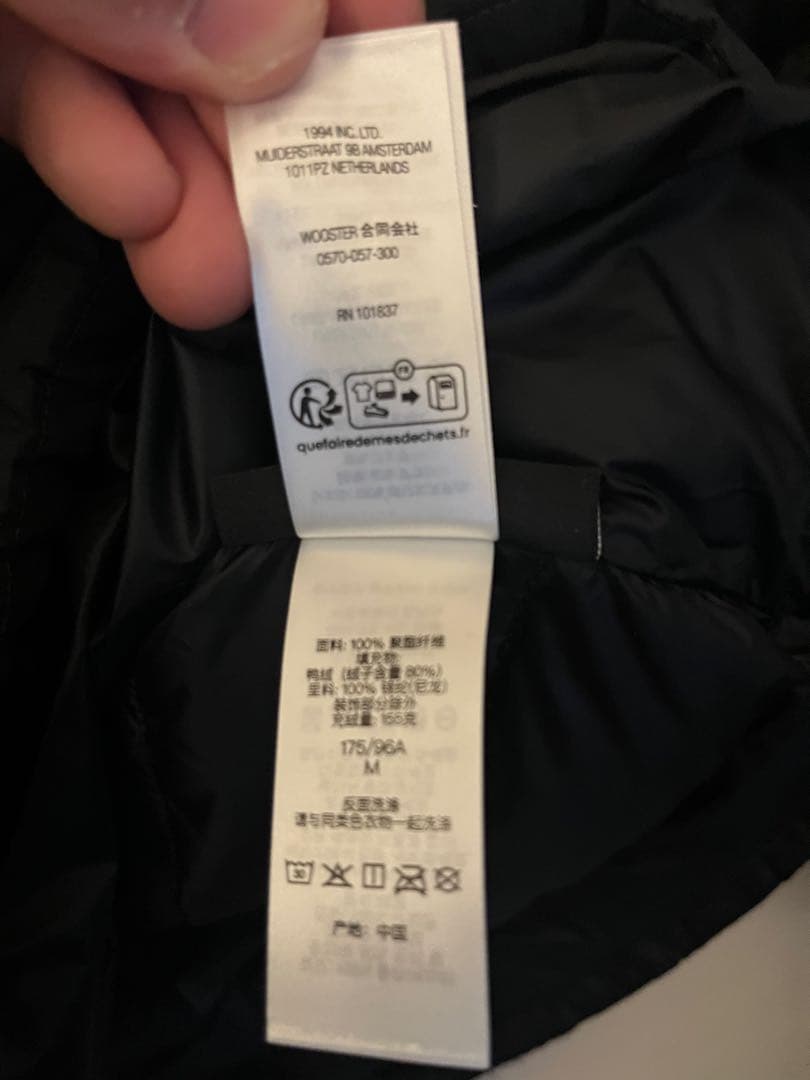 1994 INC. LTD.
MUIDERSTRAAT 9B AMSTERDAM
1011PZ NETHERLANDS
WOOSTER 合同会社
0570-057-300
RN 101837
FR
quefairedemesdechets.fr
面料: 100% 聚酯纤维
填充物:
鸭绒 (绒子含量 80%)
里料: 100% 锦纶(尼龙)
装饰部分除外
充绒量: 155克
175/96A
M
反面洗涤
请与同类色衣物一起洗涤
30
产地: 中国